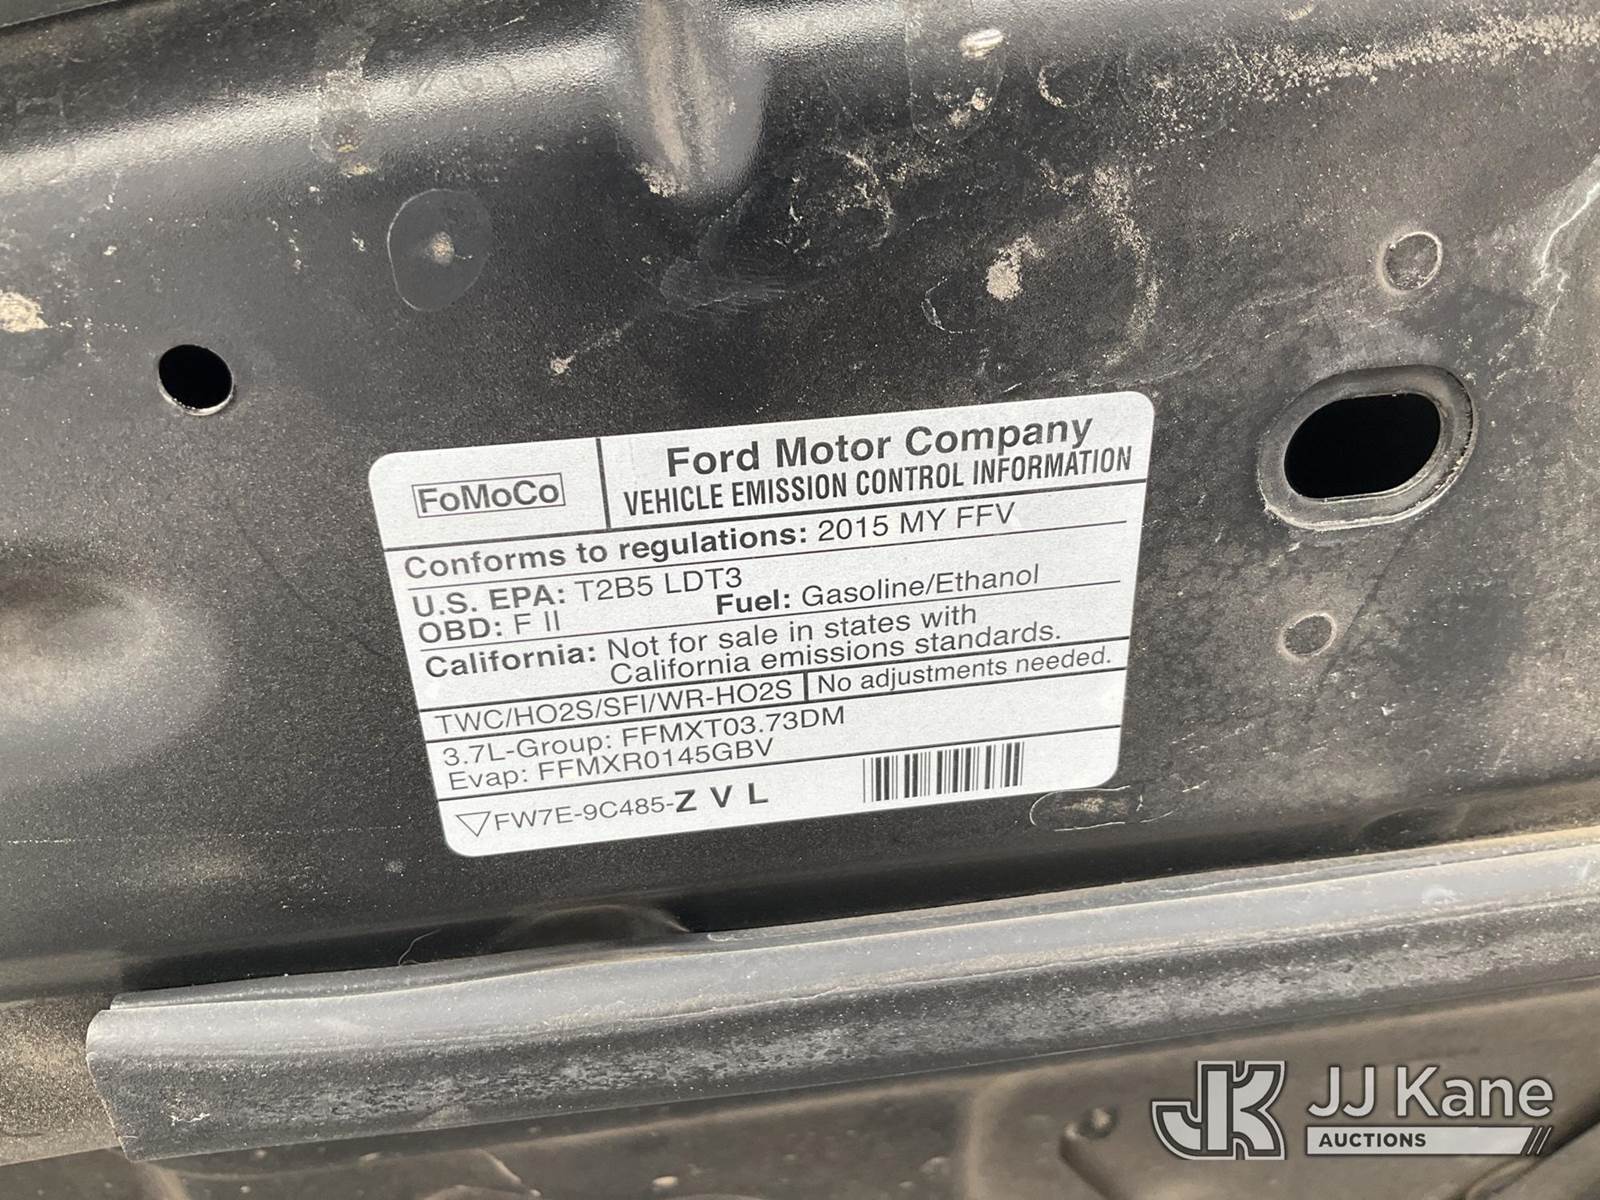 FoMoCo
Ford Motor Company
VEHICLE EMISSION CONTROL INFORMATION
Conforms to regulations: 2015 MY FFV
U.S. EPA: T2B5 LDT3
OBD: F II Fuel: Gasoline/Ethanol
California: Not for sale in states with
California emissions standards.
TWC/HO2S/SFI/WR-HO2S No adjustments needed.
3.7L-Group: FFMXT03.73DM
Evap: FFMXR0145GBV
FW7E-9C485-Z V L
JK JJ Kane
AUCTIONS